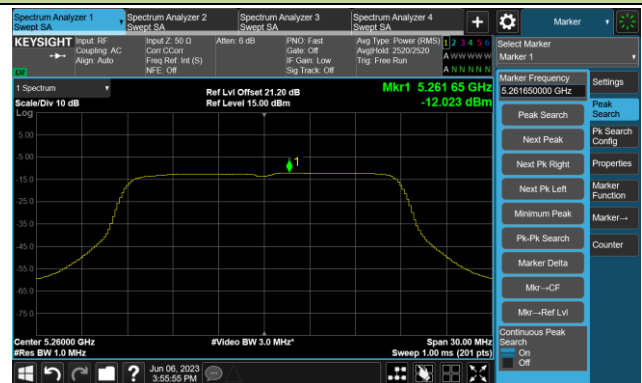 Spectrum Analyzer 1
Swept SA
Spectrum Analyzer 2
Swept SA
Spectrum Analyzer 3
Swept SA
Spectrum Analyzer 4
Swept SA
+
Marker
KEYSIGHT
Input: RF
Coupling: AC
Align: Auto
Input Z: 50 Ω
Corr CCorr
Freq Ref: Int (S)
NFE: Off
Atten: 6 dB
PNO: Fast
Gate: Off
IF Gain: Low
Sig Track: Off
Avg Type: Power (RMS)
Avg|Hold: 2520/2520
Trig: Free Run
1 2 3 4 5 6
A W W W W W
A N N N N N
Select Marker
Marker 1
1 Spectrum
Scale/Div 10 dB
Log
Ref Lvl Offset 21.20 dB
Ref Level 15.00 dBm
Mkr1 5.261 65 GHz
-12.023 dBm
5.00
-5.00
-15.0
-25.0
-35.0
-45.0
-55.0
-65.0
-75.0
1
Center 5.26000 GHz
#Res BW 1.0 MHz
#Video BW 3.0 MHz*
Span 30.00 MHz
Sweep 1.00 ms (201 pts)
Marker Frequency
5.261650000 GHz
Peak Search
Next Peak
Next Pk Right
Next Pk Left
Minimum Peak
Pk-Pk Search
Marker Delta
Mkr→CF
Mkr→Ref Lvl
Continuous Peak
Search
On
Off
Settings
Peak
Search
Pk Search
Config
Properties
Marker
Function
Marker→
Counter
?
Jun 06, 2023
3:55:55 PM